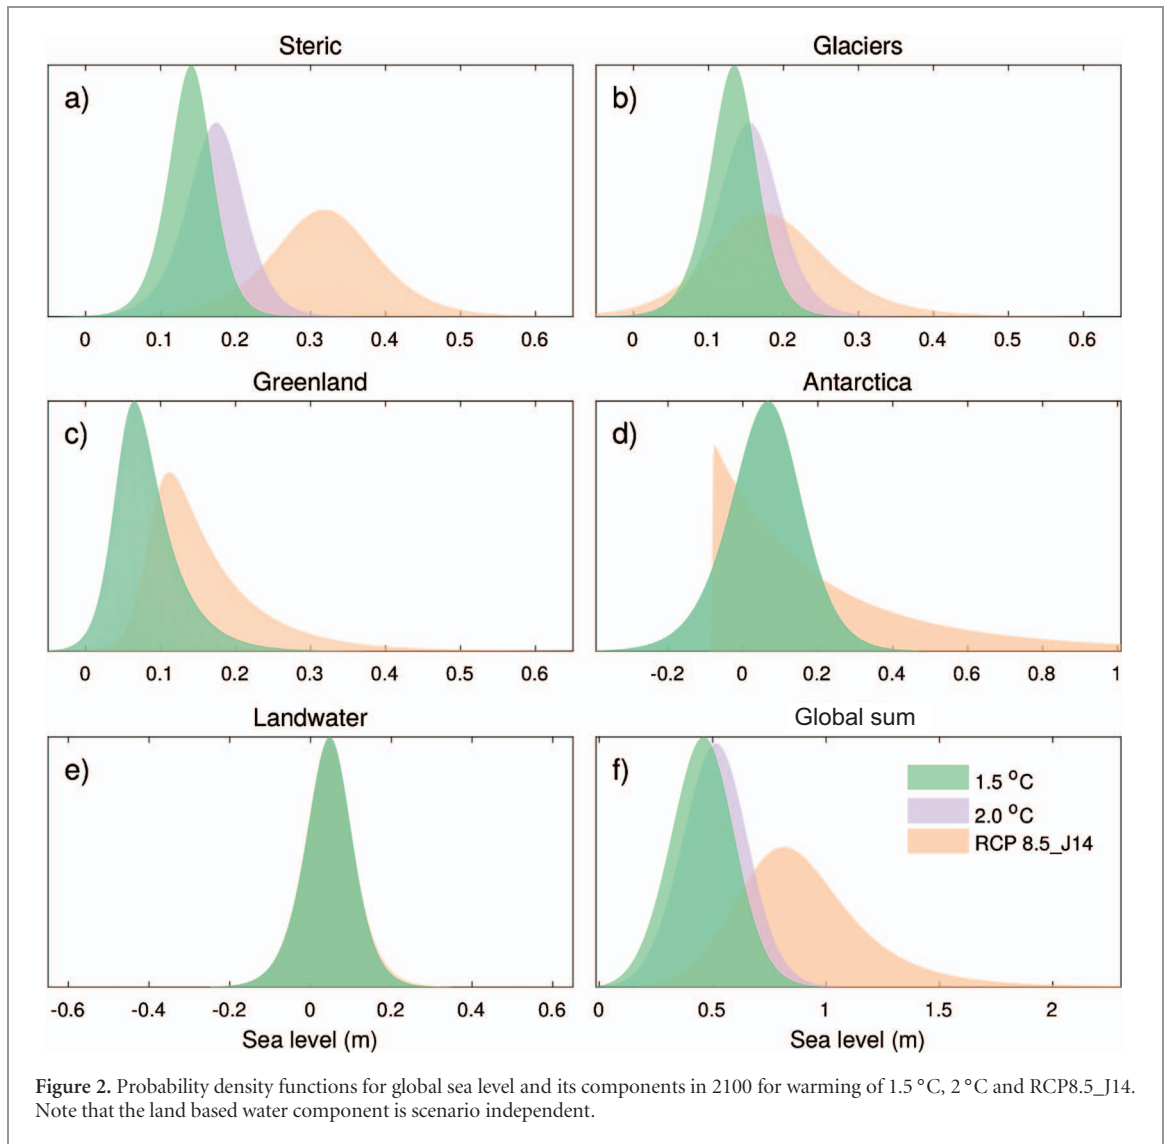 Steric
a)
0 0.1 0.2 0.3 0.4 0.5 0.6
Glaciers
b)
0 0.1 0.2 0.3 0.4 0.5 0.6
Greenland
c)
0 0.1 0.2 0.3 0.4 0.5 0.6
Antarctica
d)
-0.2 0 0.2 0.4 0.6 0.8 1
Landwater
e)
-0.6 -0.4 -0.2 0 0.2 0.4 0.6
Sea level (m)
Global sum
f)
1.5 °C
2.0 °C
RCP 8.5_J14
0 0.5 1 1.5 2
Sea level (m)
Figure 2. Probability density functions for global sea level and its components in 2100 for warming of 1.5 °C, 2 °C and RCP8.5_J14.
Note that the land based water component is scenario independent.